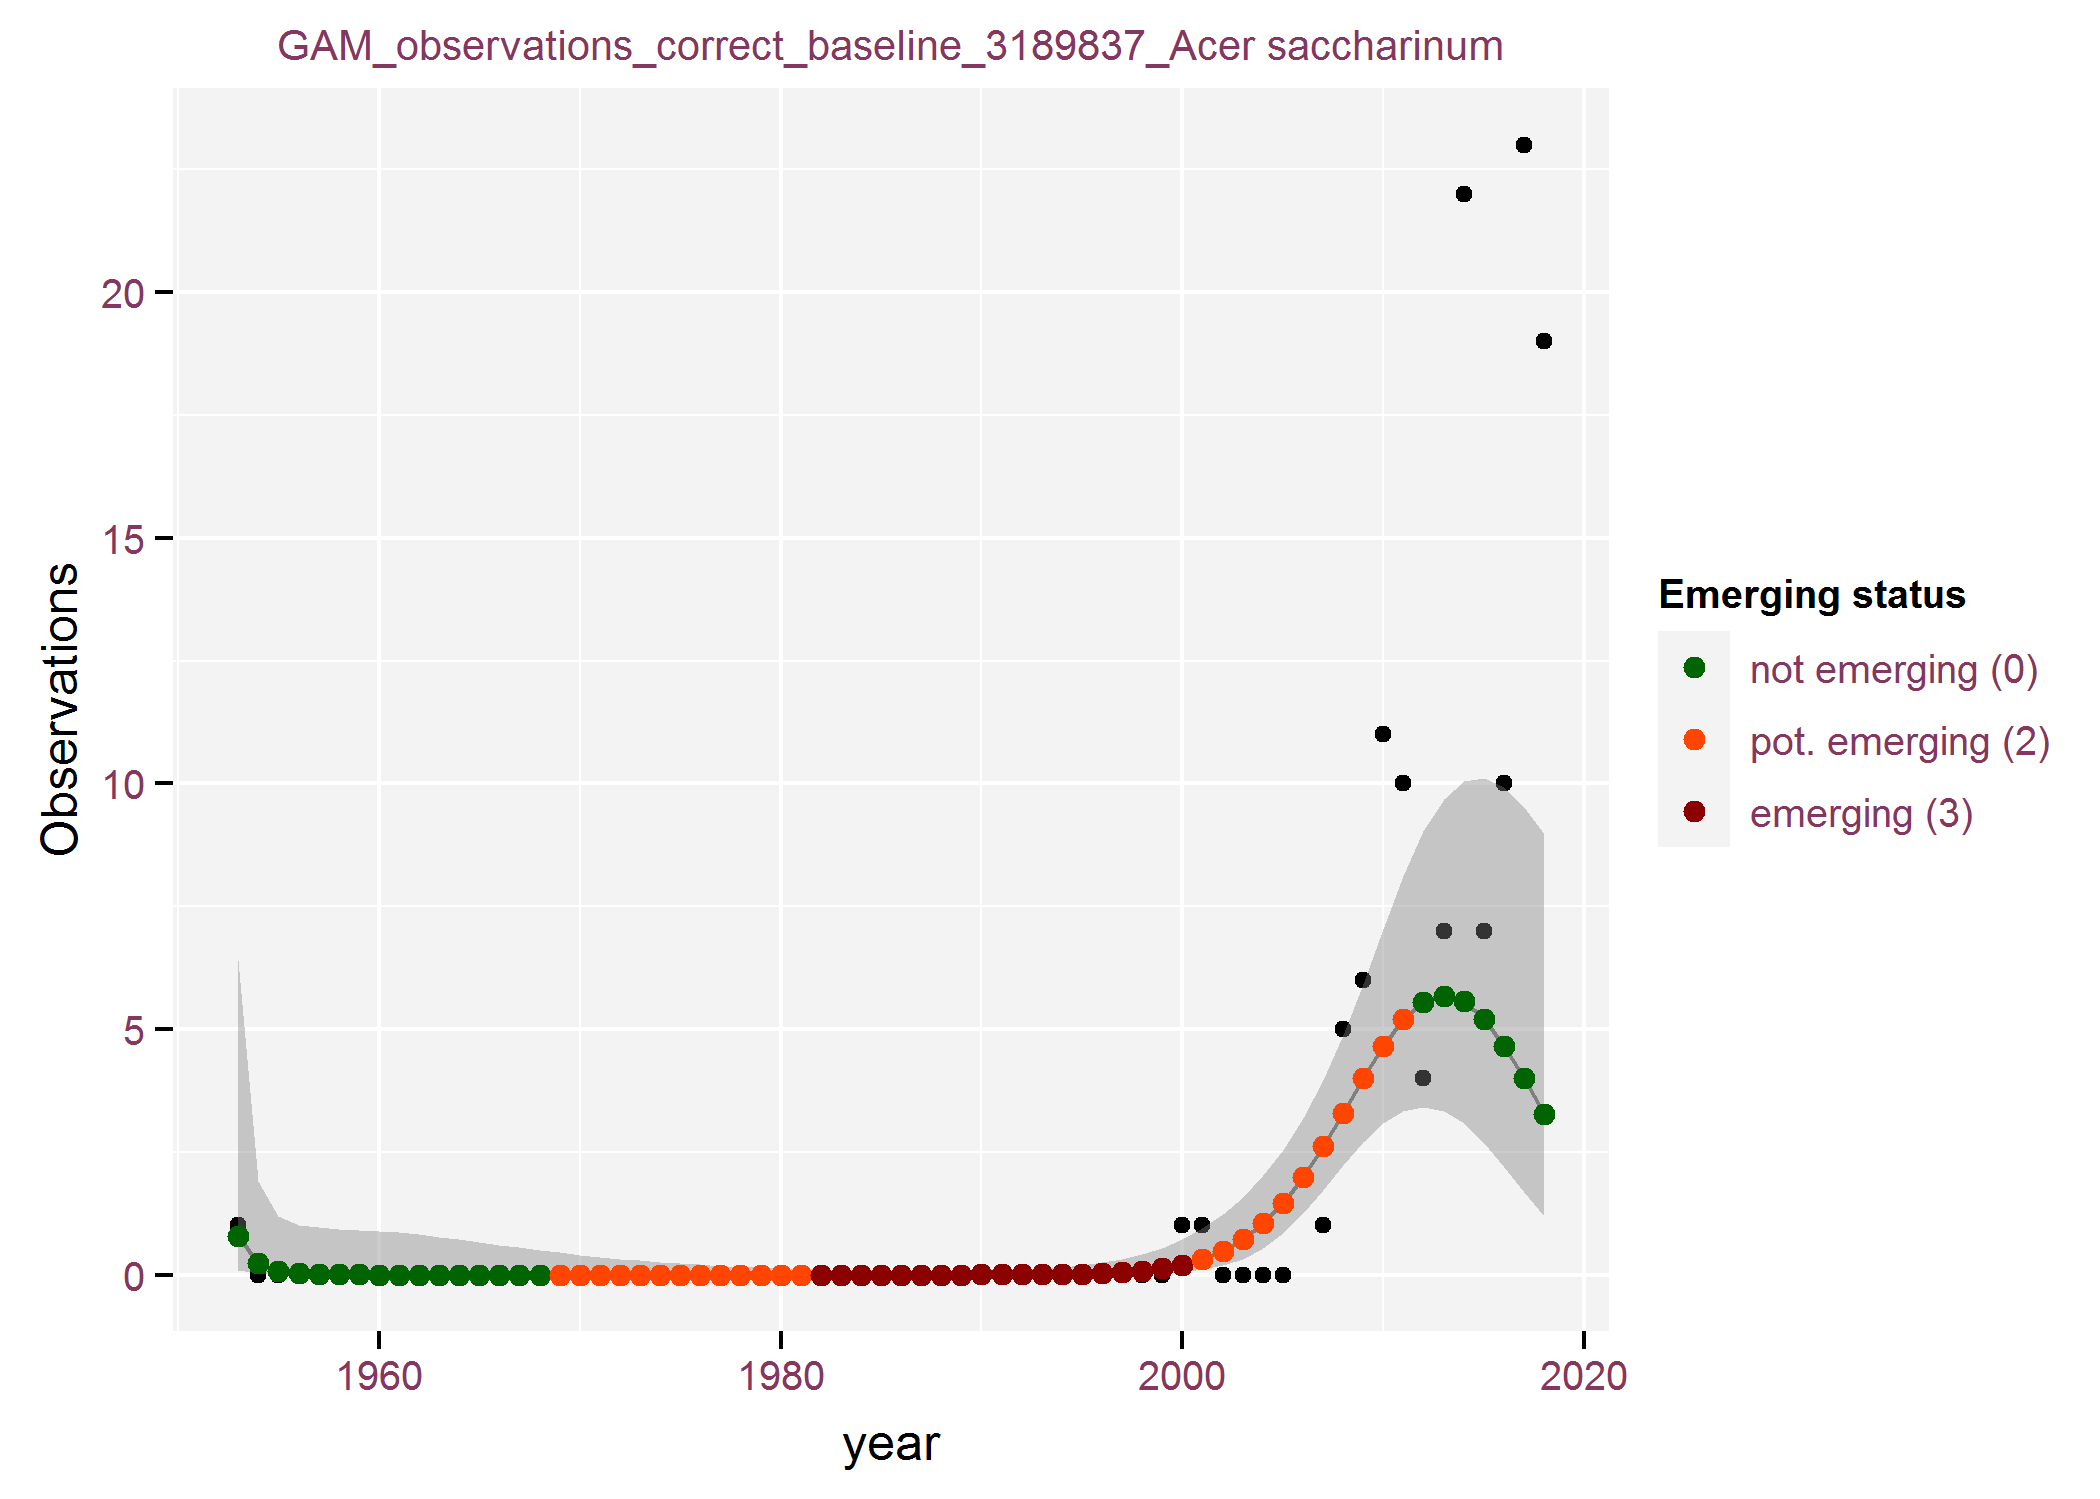 GAM_observations_correct_baseline_3189837_Acer saccharinum
Observations
20
15
10
5
0
1960
1980
2000
2020
year
Emerging status
not emerging (0)
pot. emerging (2)
emerging (3)